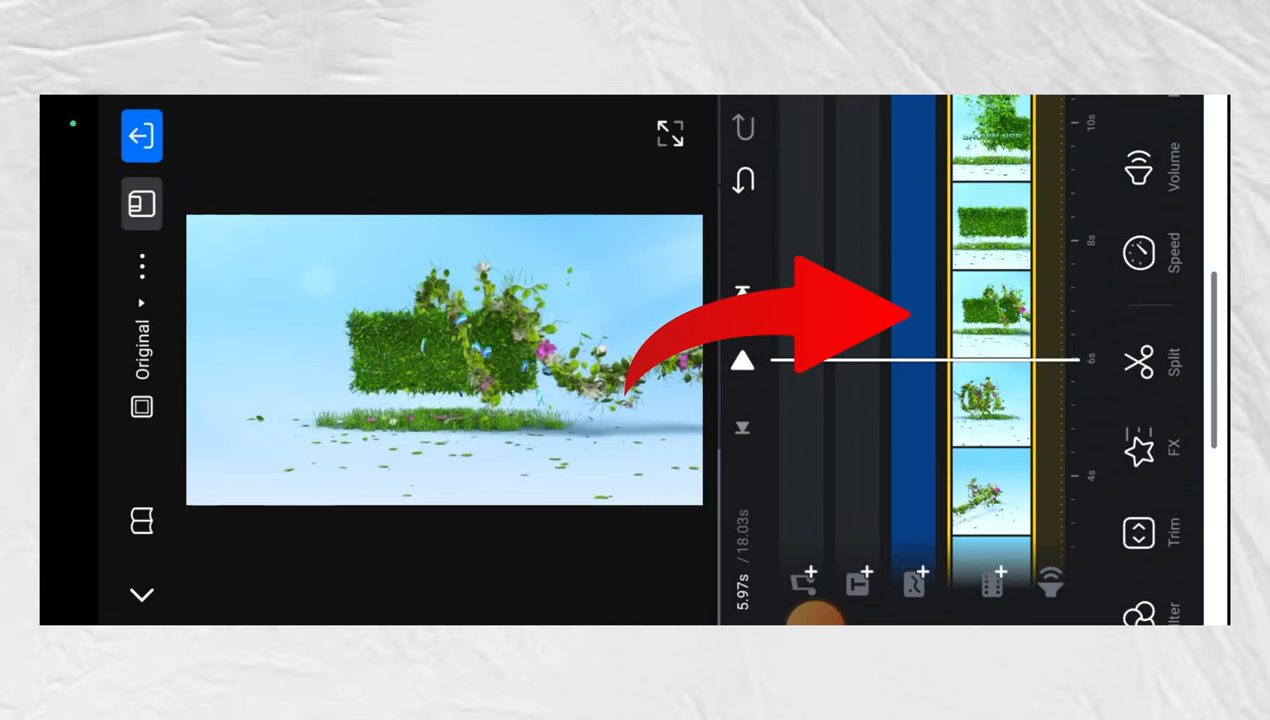 Original
5.97s / 18.03s
10s
8s
6s
4s
Volume
Speed
Split
FX
Trim